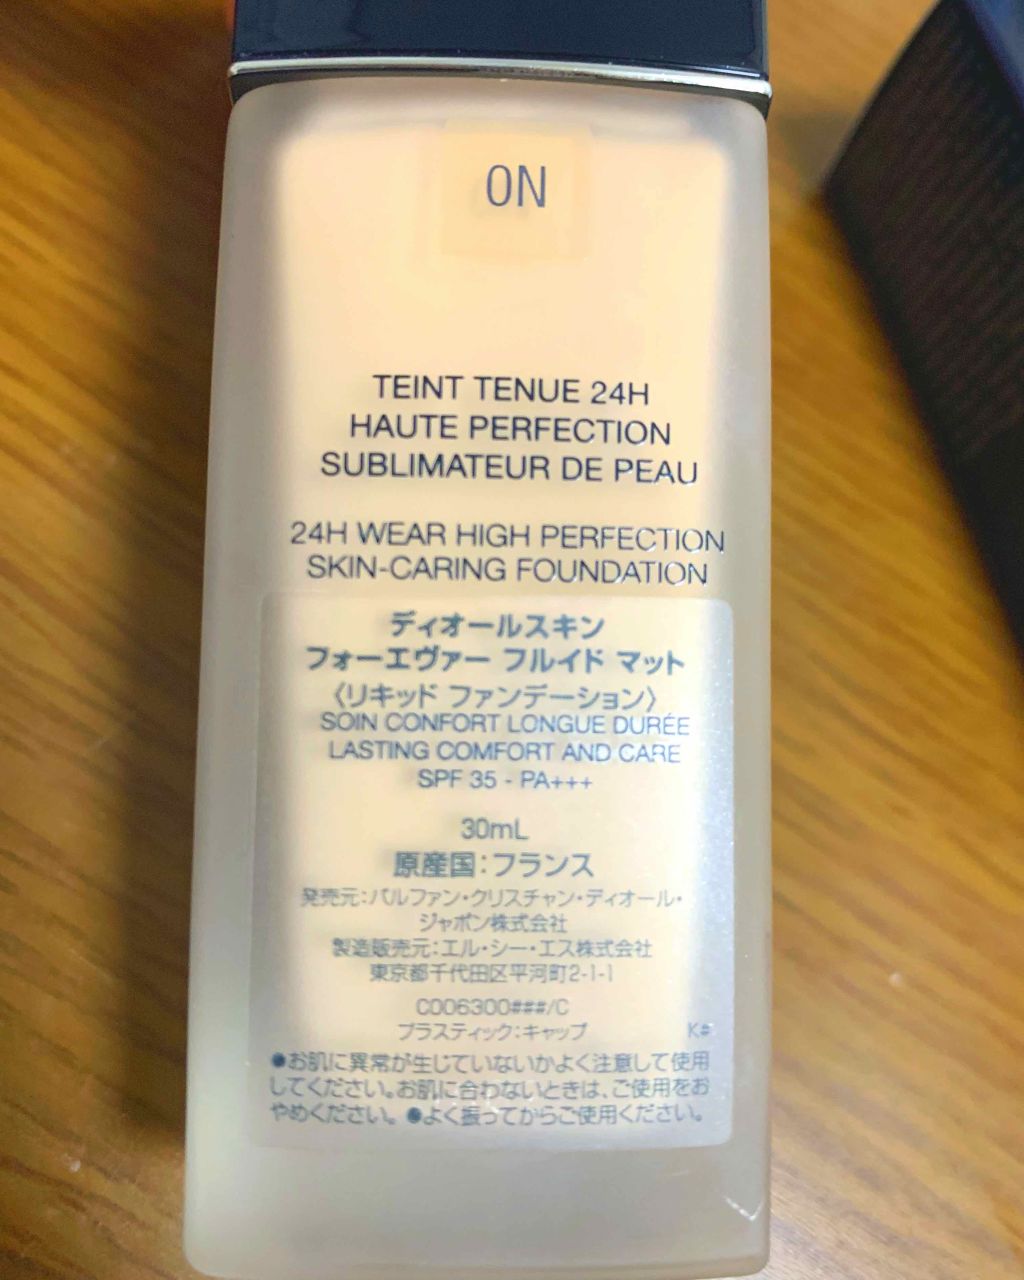 0N
TEINT TENUE 24H
HAUTE PERFECTION
SUBLIMATEUR DE PEAU
24H WEAR HIGH PERFECTION
SKIN-CARING FOUNDATION
ディオールスキン
フォーエヴァー フルイド マット
〈リキッド ファンデーション〉
SOIN CONFORT LONGUE DURÉE
LASTING COMFORT AND CARE
SPF 35 - PA+++
30mL
原産国:フランス
発売元:パルファン・クリスチャン・ディオール・
ジャポン株式会社
製造販売元:エル・シー・エス株式会社
東京都千代田区平河町2-1-1
C006300###/C
プラスティック:キャップ K#
●お肌に異常が生じていないかよく注意して使用
してください。お肌に合わないときは、ご使用をお
やめください。●よく振ってからご使用ください。